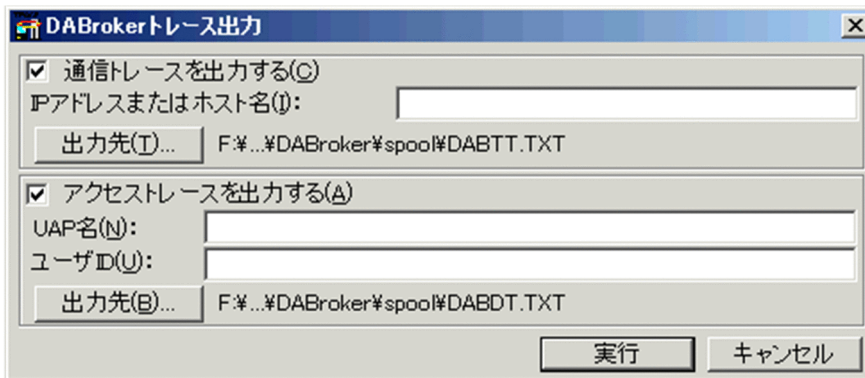 DABrokerトレース出力
通信トレースを出力する(C)
IPアドレスまたはホスト名(I):
出力先(T)... F:¥...¥DABroker¥spool¥DABTT.TXT
アクセストレースを出力する(A)
UAP名(N):
ユーザID(U):
出力先(B)... F:¥...¥DABroker¥spool¥DABDT.TXT
実行 キャンセル